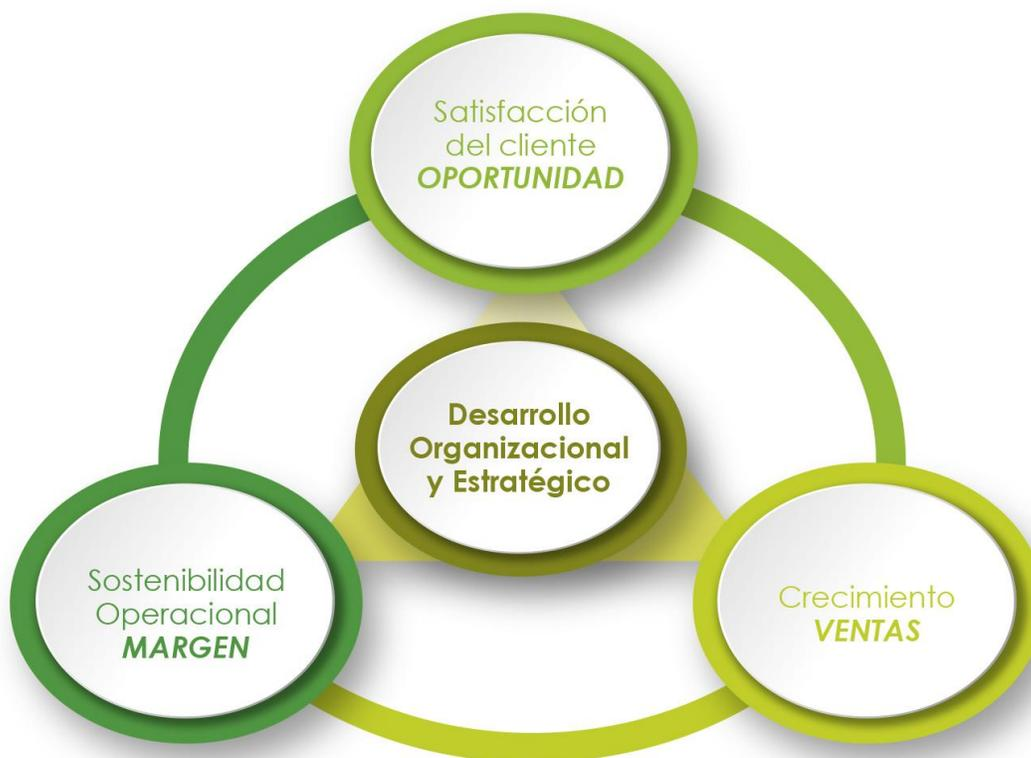 Satisfacción
del cliente
OPORTUNIDAD
Desarrollo
Organizacional
y Estratégico
Sostenibilidad
Operacional
MARGEN
Crecimiento
VENTAS